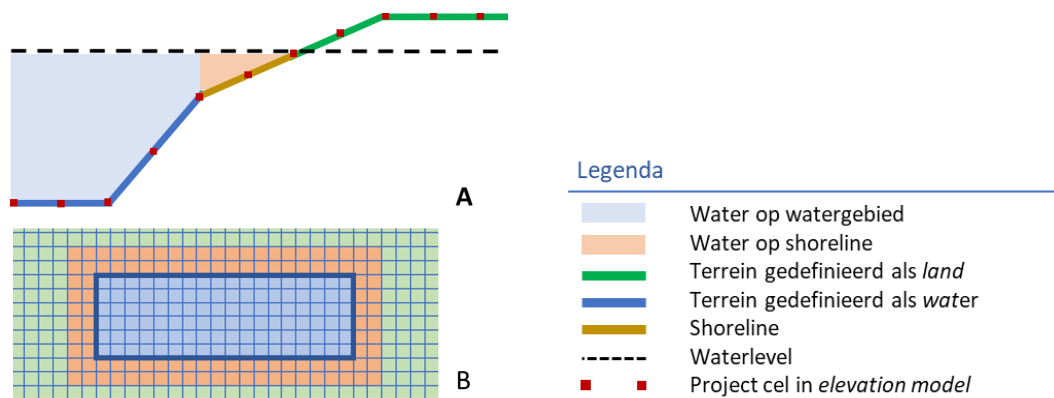 A
B
Legenda
Water op watergebied
Water op shoreline
Terrein gedefinieerd als land
Terrein gedefinieerd als water
Shoreline
Waterlevel
Project cel in elevation model